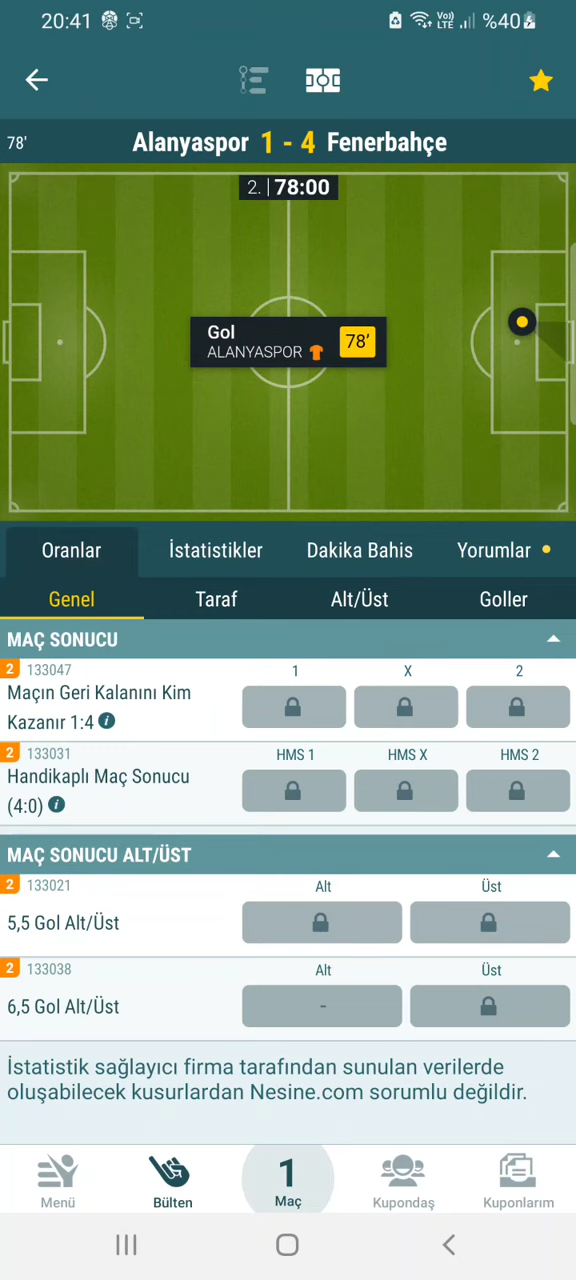 20:41
Vo)) LTE
%40
78'
Alanyaspor 1 - 4 Fenerbahçe
2. | 78:00
Gol
ALANYASPOR
78'
Oranlar İstatistikler Dakika Bahis Yorumlar
Genel Taraf Alt/Üst Goller
MAÇ SONUCU
2 133047 1 X 2
Maçın Geri Kalanını Kim
Kazanır 1:4 i
2 133031 HMS 1 HMS X HMS 2
Handikaplı Maç Sonucu
(4:0) i
MAÇ SONUCU ALT/ÜST
2 133021 Alt Üst
5,5 Gol Alt/Üst
2 133038 Alt Üst
6,5 Gol Alt/Üst -
İstatistik sağlayıcı firma tarafından sunulan verilerde
oluşabilecek kusurlardan Nesine.com sorumlu değildir.
1
Menü Bülten Maç Kupondaş Kuponlarım